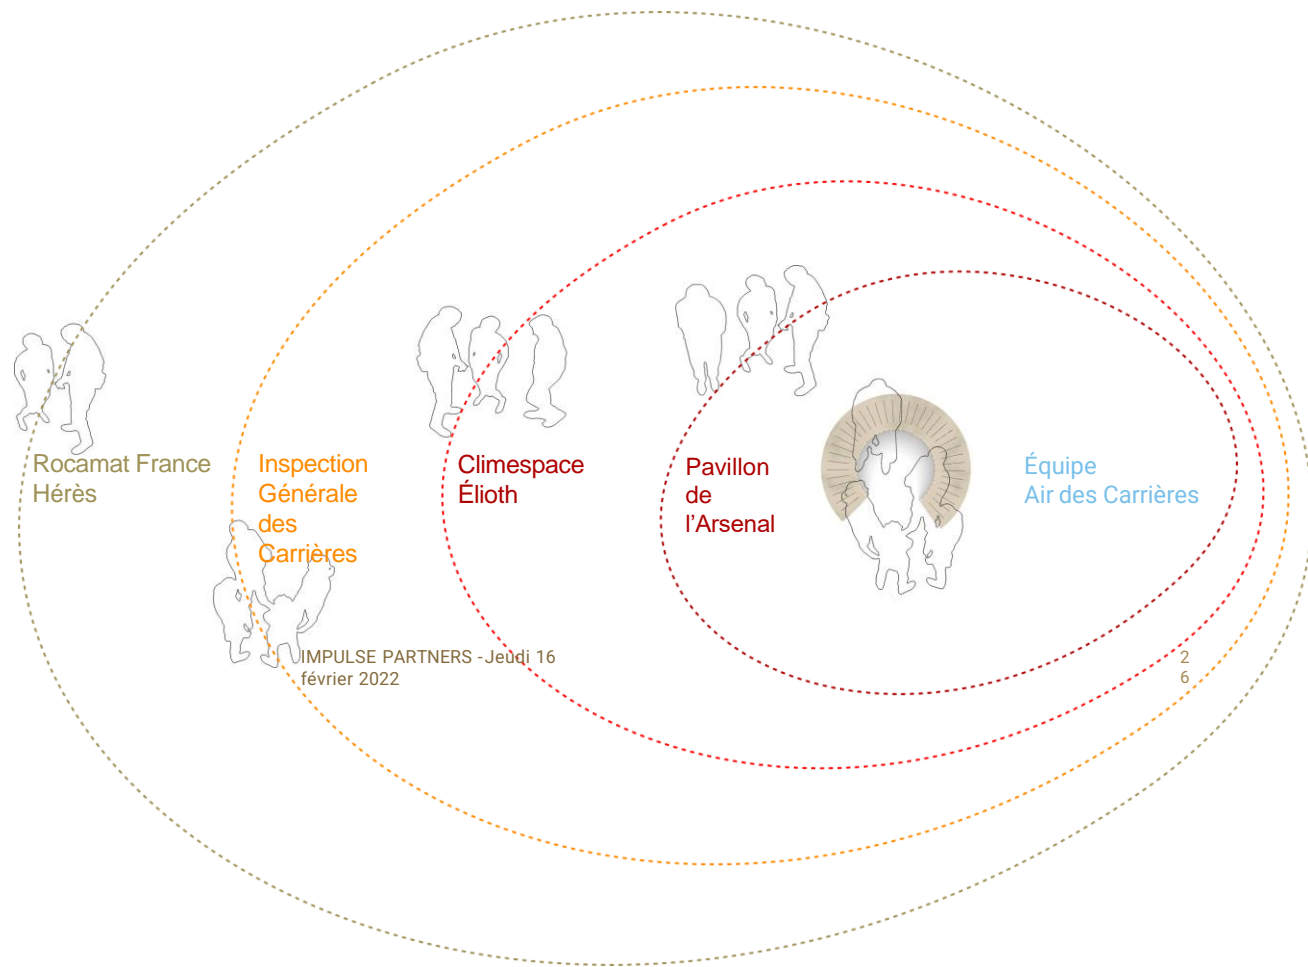 Rocamat France
Hérès
Inspection
Générale
des
Carrières
Climespace
Élioth
Pavillon
de
l’Arsenal
Équipe
Air des Carrières
IMPULSE PARTNERS -Jeudi 16
février 2022
2
6